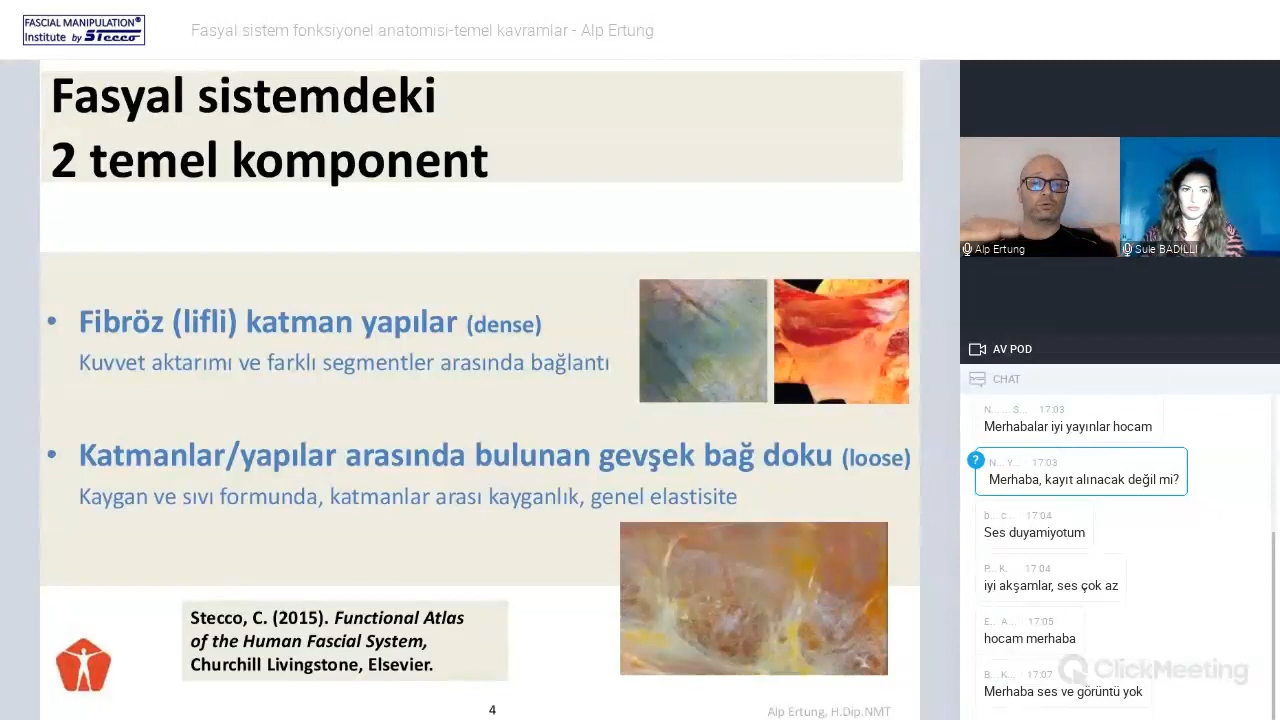 FASCIAL MANIPULATION®
Institute by Stecco
Fasyal sistem fonksiyonel anatomisi-temel kavramlar - Alp Ertung
Fasyal sistemdeki
2 temel komponent
• Fibröz (lifli) katman yapılar (dense)
Kuvvet aktarımı ve farklı segmentler arasında bağlantı
• Katmanlar/yapılar arasında bulunan gevşek bağ doku (loose)
Kaygan ve sıvı formunda, katmanlar arası kayganlık, genel elastisite
Stecco, C. (2015). Functional Atlas
of the Human Fascial System,
Churchill Livingstone, Elsevier.
4
Alp Ertung, H.Dip.NMT
Alp Ertung
Sule BADILLI
AV POD
CHAT
N... ... S... 17:03
Merhabalar iyi yayınlar hocam
?
N... Y... 17:03
Merhaba, kayıt alınacak değil mi?
b... c... 17:04
Ses duyamiyotum
P... K... 17:04
iyi akşamlar, ses çok az
E... A... 17:05
hocam merhaba
B... K... 17:07
Merhaba ses ve görüntü yok
ClickMeeting